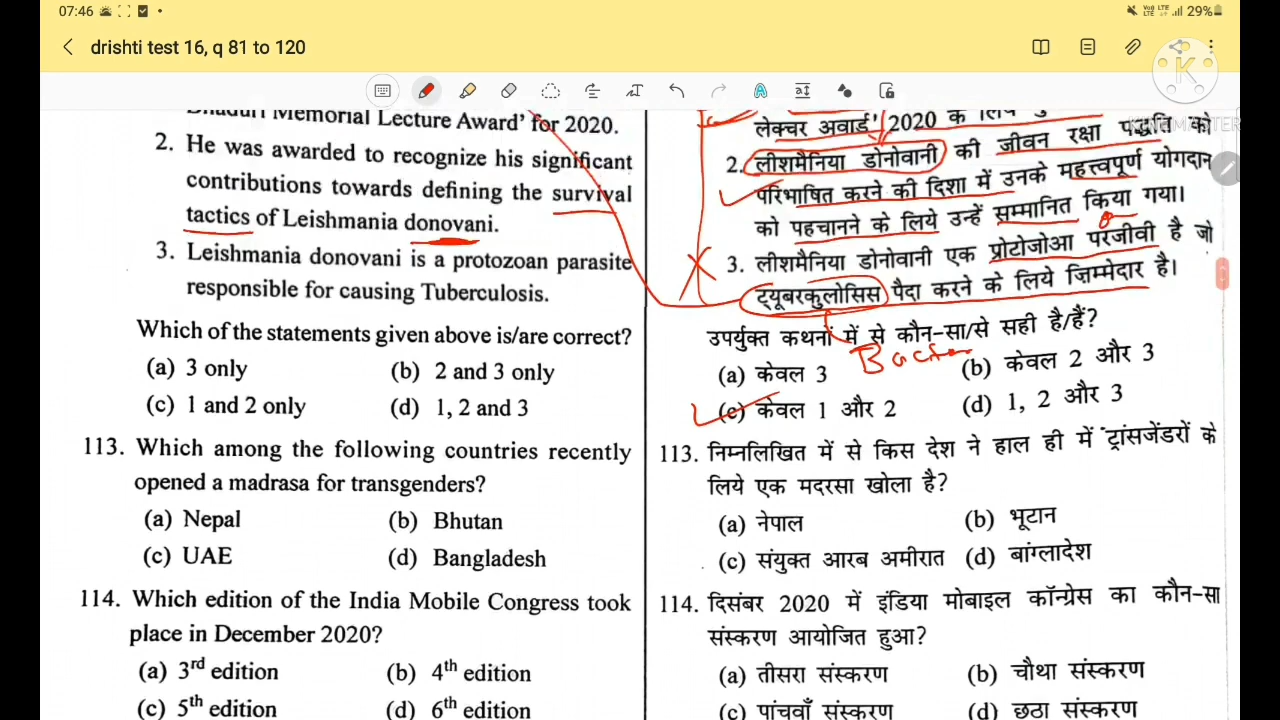 07:46
29%
drishti test 16, q 81 to 120
K
KINEMASTER
Bhaduri Memorial Lecture Award' for 2020.
2. He was awarded to recognize his significant
contributions towards defining the survival
tactics of Leishmania donovani.
3. Leishmania donovani is a protozoan parasite
responsible for causing Tuberculosis.
Which of the statements given above is/are correct?
(a) 3 only (b) 2 and 3 only
(c) 1 and 2 only (d) 1, 2 and 3
113. Which among the following countries recently
opened a madrasa for transgenders?
(a) Nepal (b) Bhutan
(c) UAE (d) Bangladesh
114. Which edition of the India Mobile Congress took
place in December 2020?
(a) 3rd edition (b) 4th edition
(c) 5th edition (d) 6th edition
लेक्चर अवार्ड' 2020 के लिये
2. लीशमैनिया डोनोवानी की जीवन रक्षा पद्धति को
परिभाषित करने की दिशा में उनके महत्त्वपूर्ण योगदान
को पहचानने के लिये उन्हें सम्मानित किया गया।
3. लीशमैनिया डोनोवानी एक प्रोटोजोआ परजीवी है जो
ट्यूबरकुलोसिस पैदा करने के लिये ज़िम्मेदार है।
उपर्युक्त कथनों में से कौन-सा/से सही है/हैं?
(a) केवल 3 (b) केवल 2 और 3
(c) केवल 1 और 2 (d) 1, 2 और 3
113. निम्नलिखित में से किस देश ने हाल ही में ट्रांसजेंडरों के
लिये एक मदरसा खोला है?
(a) नेपाल (b) भूटान
(c) संयुक्त आरब अमीरात (d) बांग्लादेश
114. दिसंबर 2020 में इंडिया मोबाइल कॉन्ग्रेस का कौन-सा
संस्करण आयोजित हुआ?
(a) तीसरा संस्करण (b) चौथा संस्करण
(c) पांचवाँ संस्करण (d) छठा संस्करण